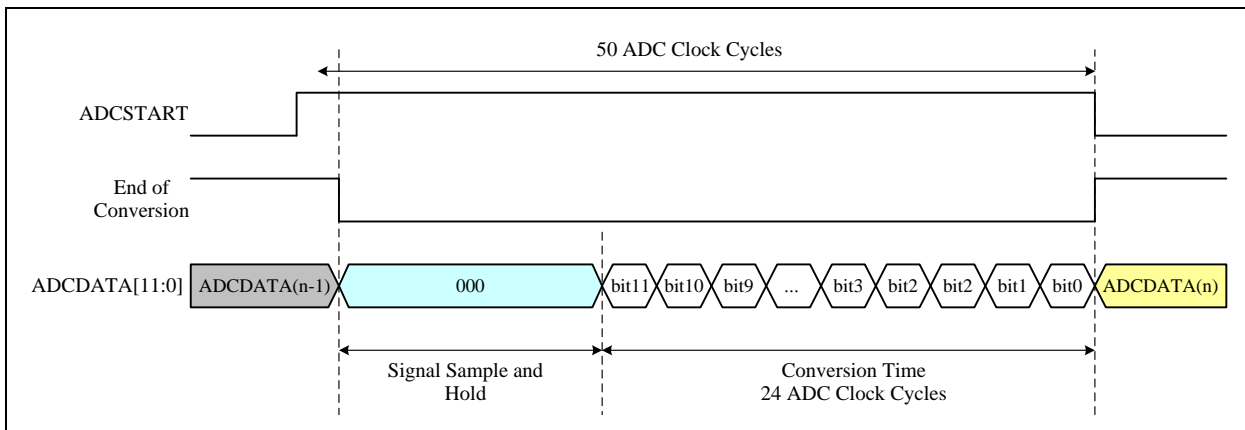 50 ADC Clock Cycles
ADCSTART
End of
Conversion
ADCDATA[11:0]
ADCDATA(n-1)
000
bit11
bit10
bit9
...
bit3
bit2
bit2
bit1
bit0
ADCDATA(n)
Signal Sample and
Hold
Conversion Time
24 ADC Clock Cycles